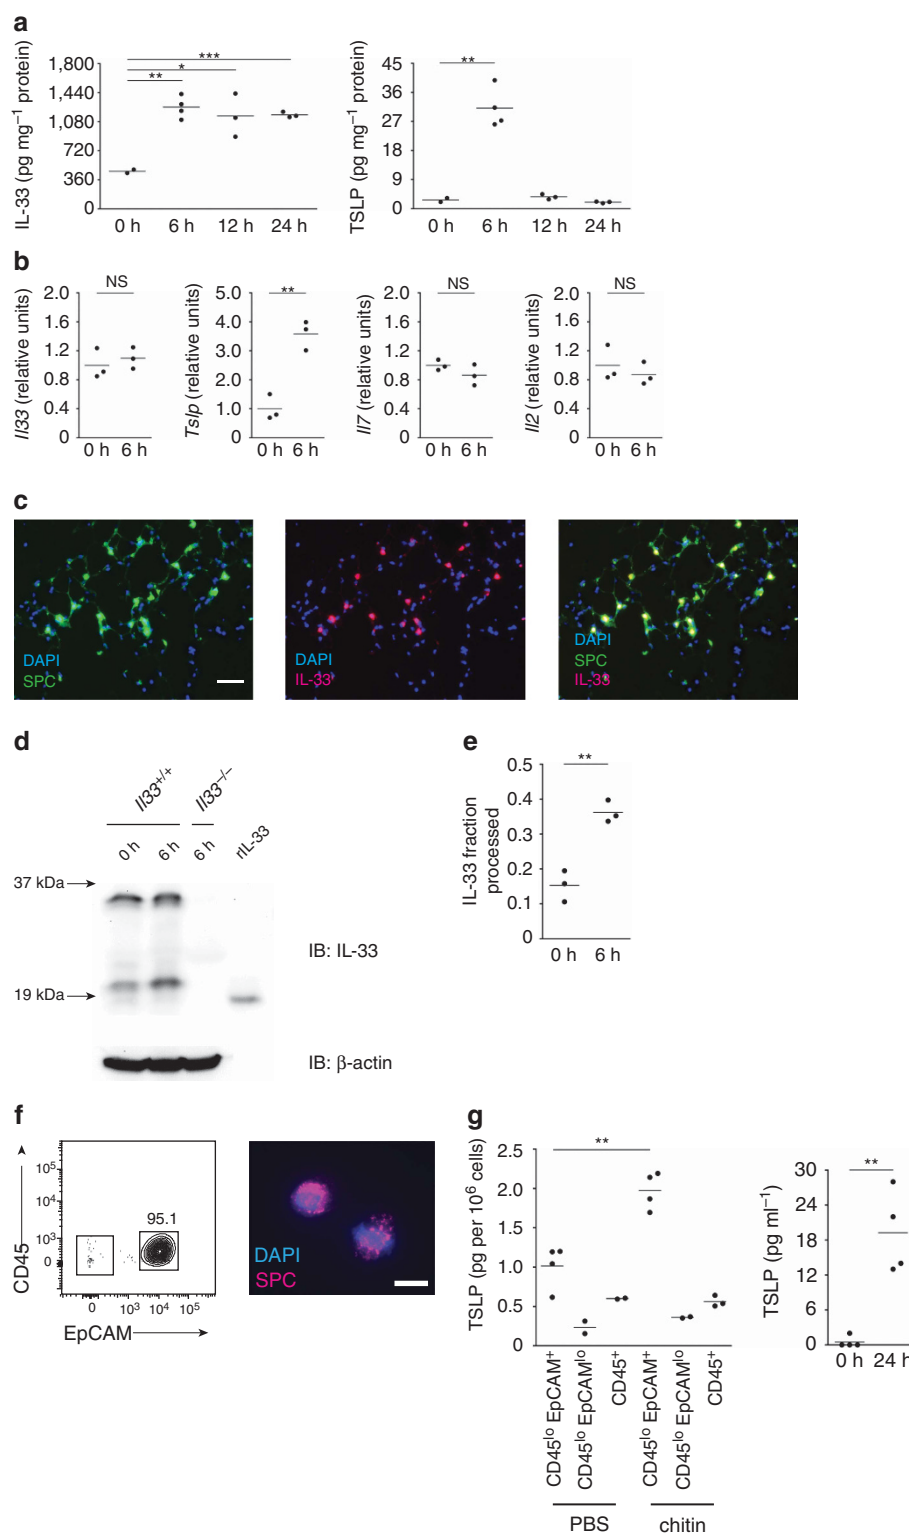 a
IL-33 (pg mg⁻¹ protein)
1,800
1,440
1,080
720
360
0
***
*
**
0 h 6 h 12 h 24 h
TSLP (pg mg⁻¹ protein)
45
36
27
18
9
0
**
0 h 6 h 12 h 24 h
b
Il33 (relative units)
2.0
1.6
1.2
0.8
0.4
0
NS
0 h 6 h
Tslp (relative units)
5.0
4.0
3.0
2.0
1.0
0
**
0 h 6 h
Il7 (relative units)
2.0
1.6
1.2
0.8
0.4
0
NS
0 h 6 h
Il2 (relative units)
2.0
1.6
1.2
0.8
0.4
0
NS
0 h 6 h
c
DAPI
SPC
DAPI
IL-33
DAPI
SPC
IL-33
d
Il33⁺/⁺
Il33⁻/⁻
0 h
6 h
6 h
rIL-33
37 kDa
19 kDa
IB: IL-33
IB: β-actin
e
IL-33 fraction
processed
0.5
0.4
0.3
0.2
0.1
0
**
0 h 6 h
f
CD45
10⁵
10⁴
10³
0
95.1
0 10³ 10⁴ 10⁵
EpCAM
DAPI
SPC
g
TSLP (pg per 10⁶ cells)
2.5
2.0
1.5
1.0
0.5
0
**
CD45ˡᵒ EpCAM⁺
CD45ˡᵒ EpCAMˡᵒ
CD45⁺
CD45ˡᵒ EpCAM⁺
CD45ˡᵒ EpCAMˡᵒ
CD45⁺
PBS
chitin
TSLP (pg ml⁻¹)
30
24
18
12
6
0
**
0 h 24 h